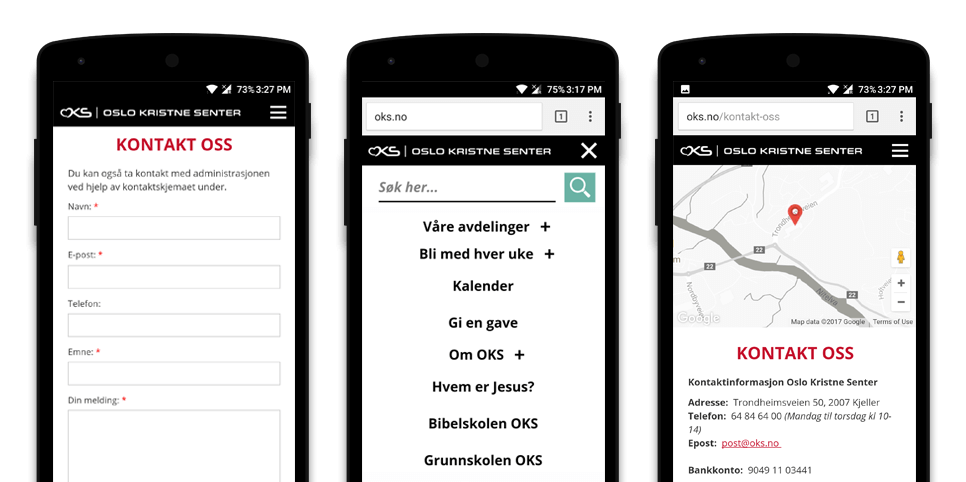 73% 3:27 PM
OKS | OSLO KRISTNE SENTER
KONTAKT OSS
Du kan også ta kontakt med administrasjonen
ved hjelp av kontaktskjemaet under.
Navn: *
E-post: *
Telefon:
Emne: *
Din melding: *
75% 3:17 PM
oks.no
1
OKS | OSLO KRISTNE SENTER
Søk her...
Våre avdelinger +
Bli med hver uke +
Kalender
Gi en gave
Om OKS +
Hvem er Jesus?
Bibelskolen OKS
Grunnskolen OKS
73% 3:27 PM
oks.no/kontakt-oss
1
OKS | OSLO KRISTNE SENTER
Trondheimsveien
22
m
22
Nordbyveien
Nitelva
22
+
−
Google
Map data ©2017 Google
Terms of Use
KONTAKT OSS
Kontaktinformasjon Oslo Kristne Senter
Adresse: Trondheimsveien 50, 2007 Kjeller
Telefon: 64 84 64 00 (Mandag til torsdag kl 10-
14)
Epost: post@oks.no
Bankkonto: 9049 11 03441